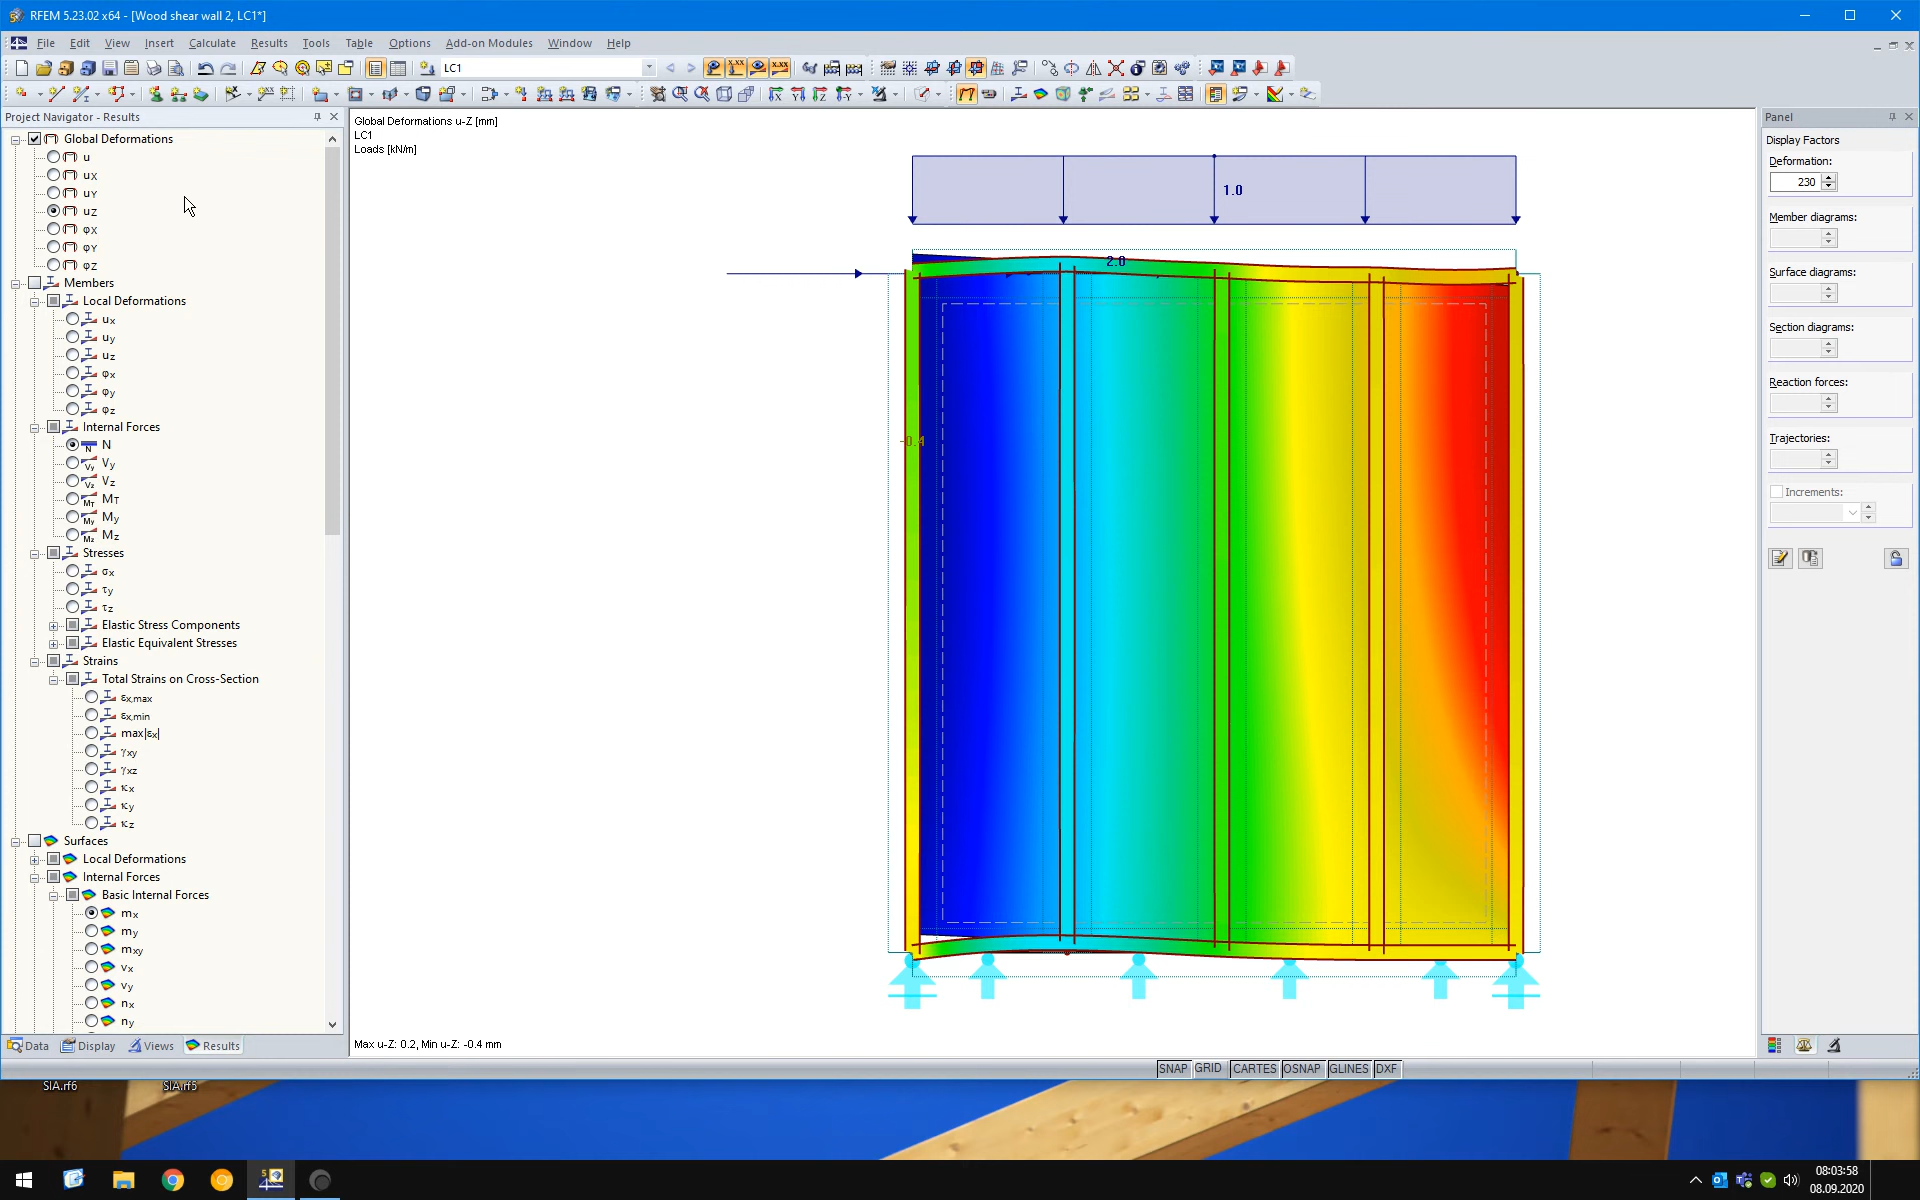 RFEM 5.23.02 x64 - [Wood shear wall 2, LC1*]
File Edit View Insert Calculate Results Tools Table Options Add-on Modules Window Help
LC1
Project Navigator - Results
Global Deformations
u
uX
uY
uZ
φX
φY
φZ
Members
Local Deformations
ux
uy
uz
φx
φy
φz
Internal Forces
N
Vy
Vz
MT
My
Mz
Stresses
σx
τy
τz
Elastic Stress Components
Elastic Equivalent Stresses
Strains
Total Strains on Cross-Section
εx,max
εx,min
max|εx|
γxy
γxz
κx
κy
κz
Surfaces
Local Deformations
Internal Forces
Basic Internal Forces
mx
my
mxy
vx
vy
nx
ny
Data Display Views Results
Global Deformations u-Z [mm]
LC1
Loads [kN/m]
1.0
2.0
-0.4
Max u-Z: 0.2, Min u-Z: -0.4 mm
Panel
Display Factors
Deformation:
230
Member diagrams:
Surface diagrams:
Section diagrams:
Reaction forces:
Trajectories:
Increments:
SNAP GRID CARTES OSNAP GLINES DXF
SIA.rf6 SIA.rf5
08:03:58
08.09.2020